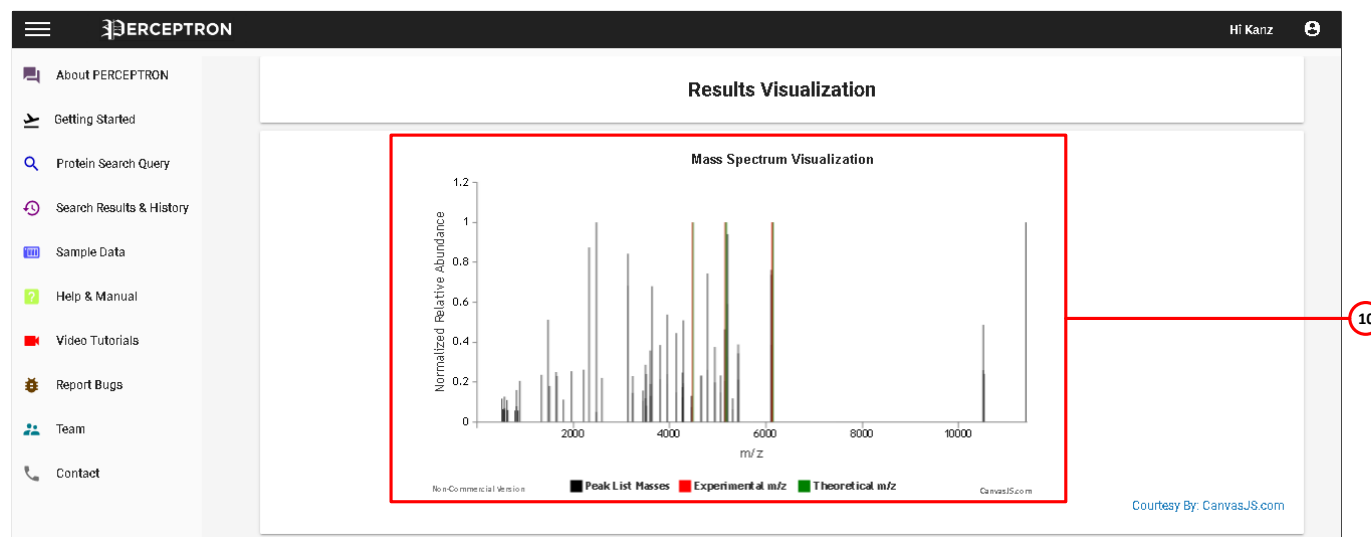 PERCEPTRON
Hi Kanz
About PERCEPTRON
Getting Started
Protein Search Query
Search Results & History
Sample Data
Help & Manual
Video Tutorials
Report Bugs
Team
Contact
Results Visualization
Mass Spectrum Visualization
Normalized Relative Abundance
1.2
1
0.8
0.6
0.4
0.2
0
2000 4000 6000 8000 10000
m/z
Peak List Masses Experimental m/z Theoretical m/z
Non-Commercial Version
CanvasJS.com
Courtesy By: CanvasJS.com
10